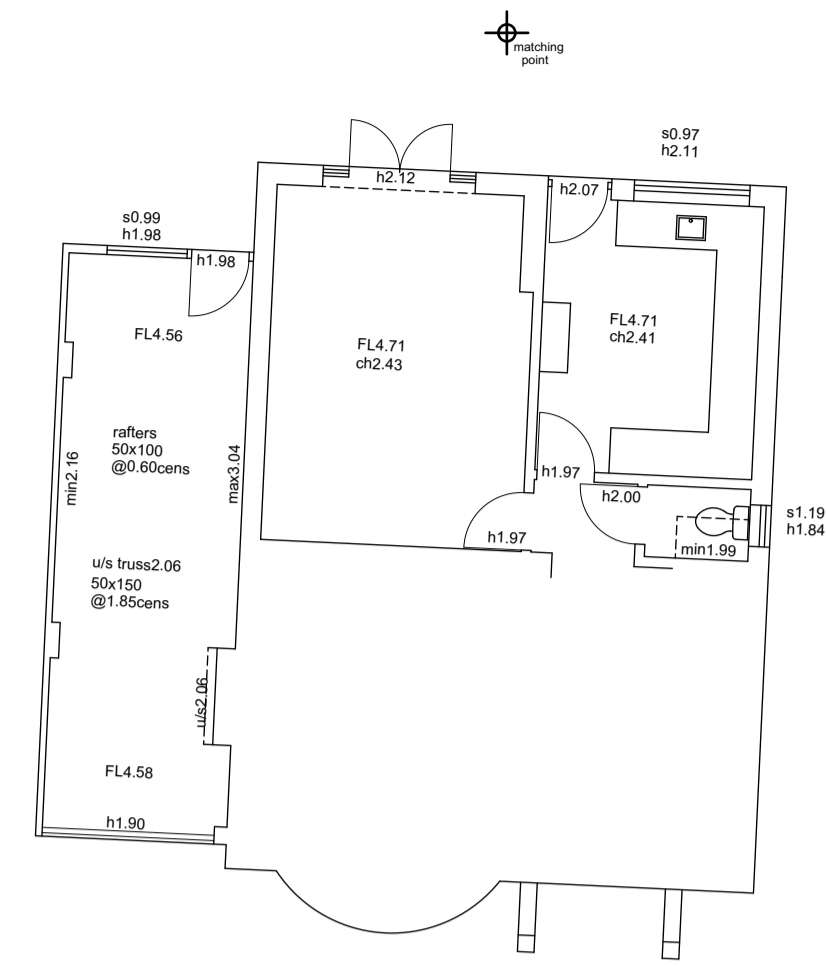 matching
point
s0.97
h2.11
h2.12
h2.07
s0.99
h1.98
h1.98
FL4.56
FL4.71
ch2.43
FL4.71
ch2.41
rafters
50x100
@0.60cens
min2.16
max3.04
h1.97
h2.00
s1.19
h1.84
h1.97
min1.99
u/s truss2.06
50x150
@1.85cens
u/s2.06
FL4.58
h1.90